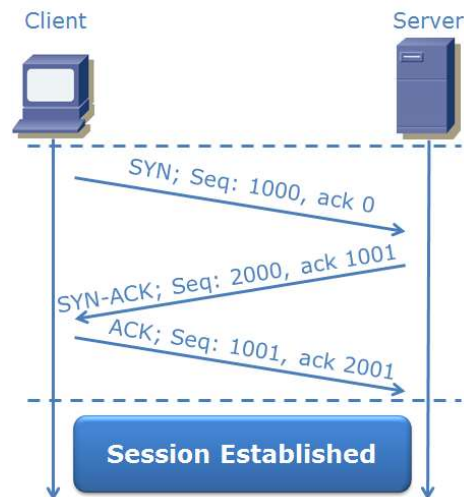 Client
Server
SYN; Seq: 1000, ack 0
SYN-ACK; Seq: 2000, ack 1001
ACK; Seq: 1001, ack 2001
Session Established